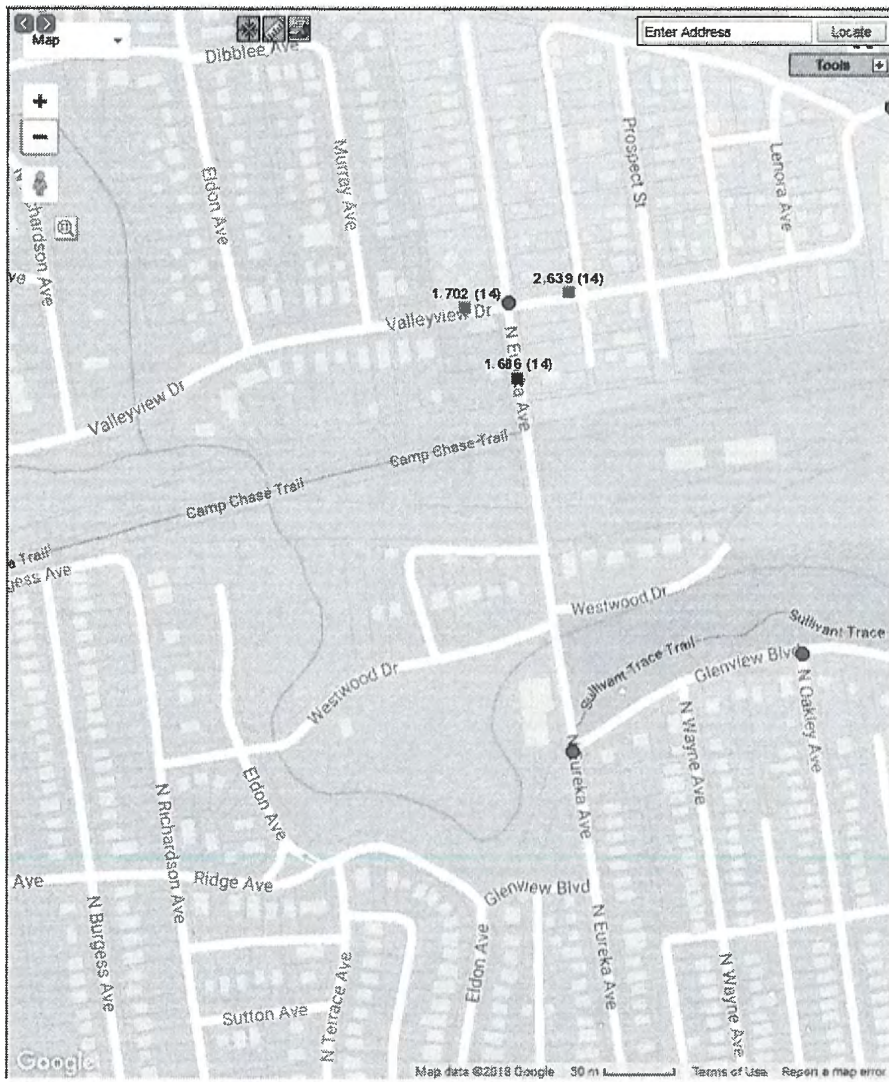 Map
Enter Address
Locate
Tools
Dibblee Ave
Murray Ave
Eldon Ave
Prospect St
Lenora Ave
hardson Ave
ve
1.702 (14)
2,639 (14)
Valleyview Dr
N Eureka Ave
Valleyview Dr
Camp Chase Trail
Camp Chase Trail
a Trail
gess Ave
Westwood Dr
Sullivant Trace
Sullivant Trace Trail
Glenview Blvd
Westwood Dr
N Oakley Ave
N Wayne Ave
N Eureka Ave
Eldon Ave
N Richardson Ave
Ave
Ridge Ave
Glenview Blvd
N Burgess Ave
N Eureka Ave
Eldon Ave
N Terrace Ave
N Wayne Ave
Sutton Ave
Google
Map data ©2018 Google
30 m
Terms of Use
Report a map error